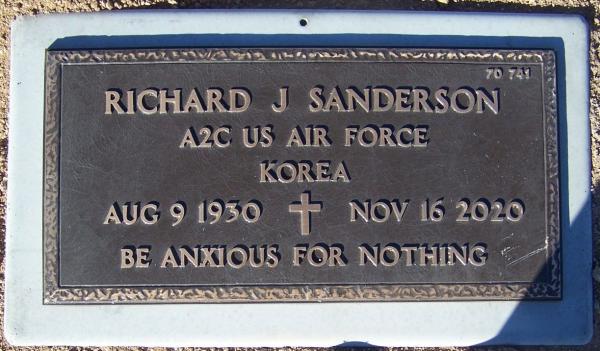 70 741
RICHARD J SANDERSON
A2C US AIR FORCE
KOREA
AUG 9 1930 NOV 16 2020
BE ANXIOUS FOR NOTHING